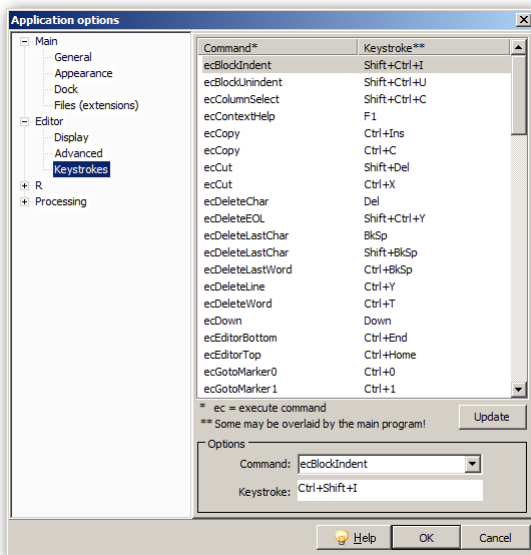 Application options
Main
General
Appearance
Dock
Files (extensions)
Editor
Display
Advanced
Keystrokes
R
Processing
Command* Keystroke**
ecBlockIndent Shift+Ctrl+I
ecBlockUnindent Shift+Ctrl+U
ecColumnSelect Shift+Ctrl+C
ecContextHelp F1
ecCopy Ctrl+Ins
ecCopy Ctrl+C
ecCut Shift+Del
ecCut Ctrl+X
ecDeleteChar Del
ecDeleteEOL Shift+Ctrl+Y
ecDeleteLastChar BkSp
ecDeleteLastChar Shift+BkSp
ecDeleteLastWord Ctrl+BkSp
ecDeleteLine Ctrl+Y
ecDeleteWord Ctrl+T
ecDown Down
ecEditorBottom Ctrl+End
ecEditorTop Ctrl+Home
ecGotoMarker0 Ctrl+0
ecGotoMarker1 Ctrl+1
* ec = execute command
** Some may be overlaid by the main program!
Update
Options
Command: ecBlockIndent
Keystroke: Ctrl+Shift+I
Help OK Cancel